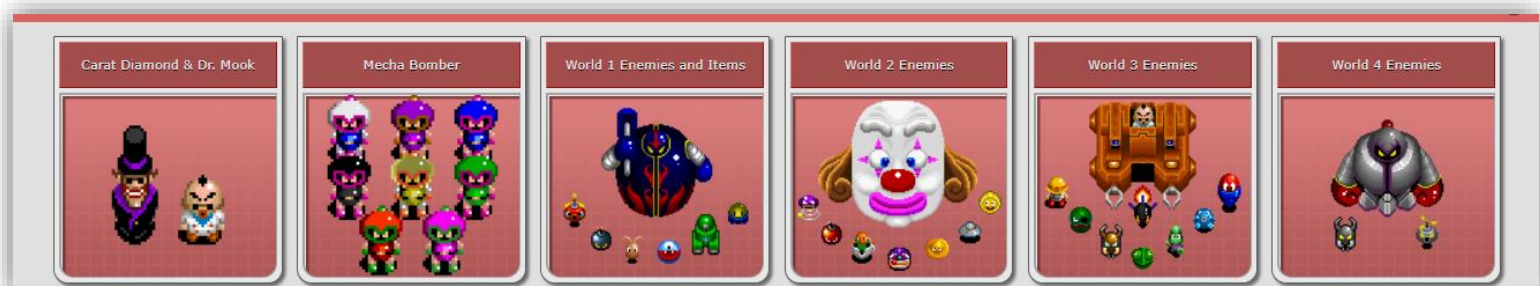 Carat Diamond & Dr. Mook
Mecha Bomber
World 1 Enemies and Items
World 2 Enemies
World 3 Enemies
World 4 Enemies